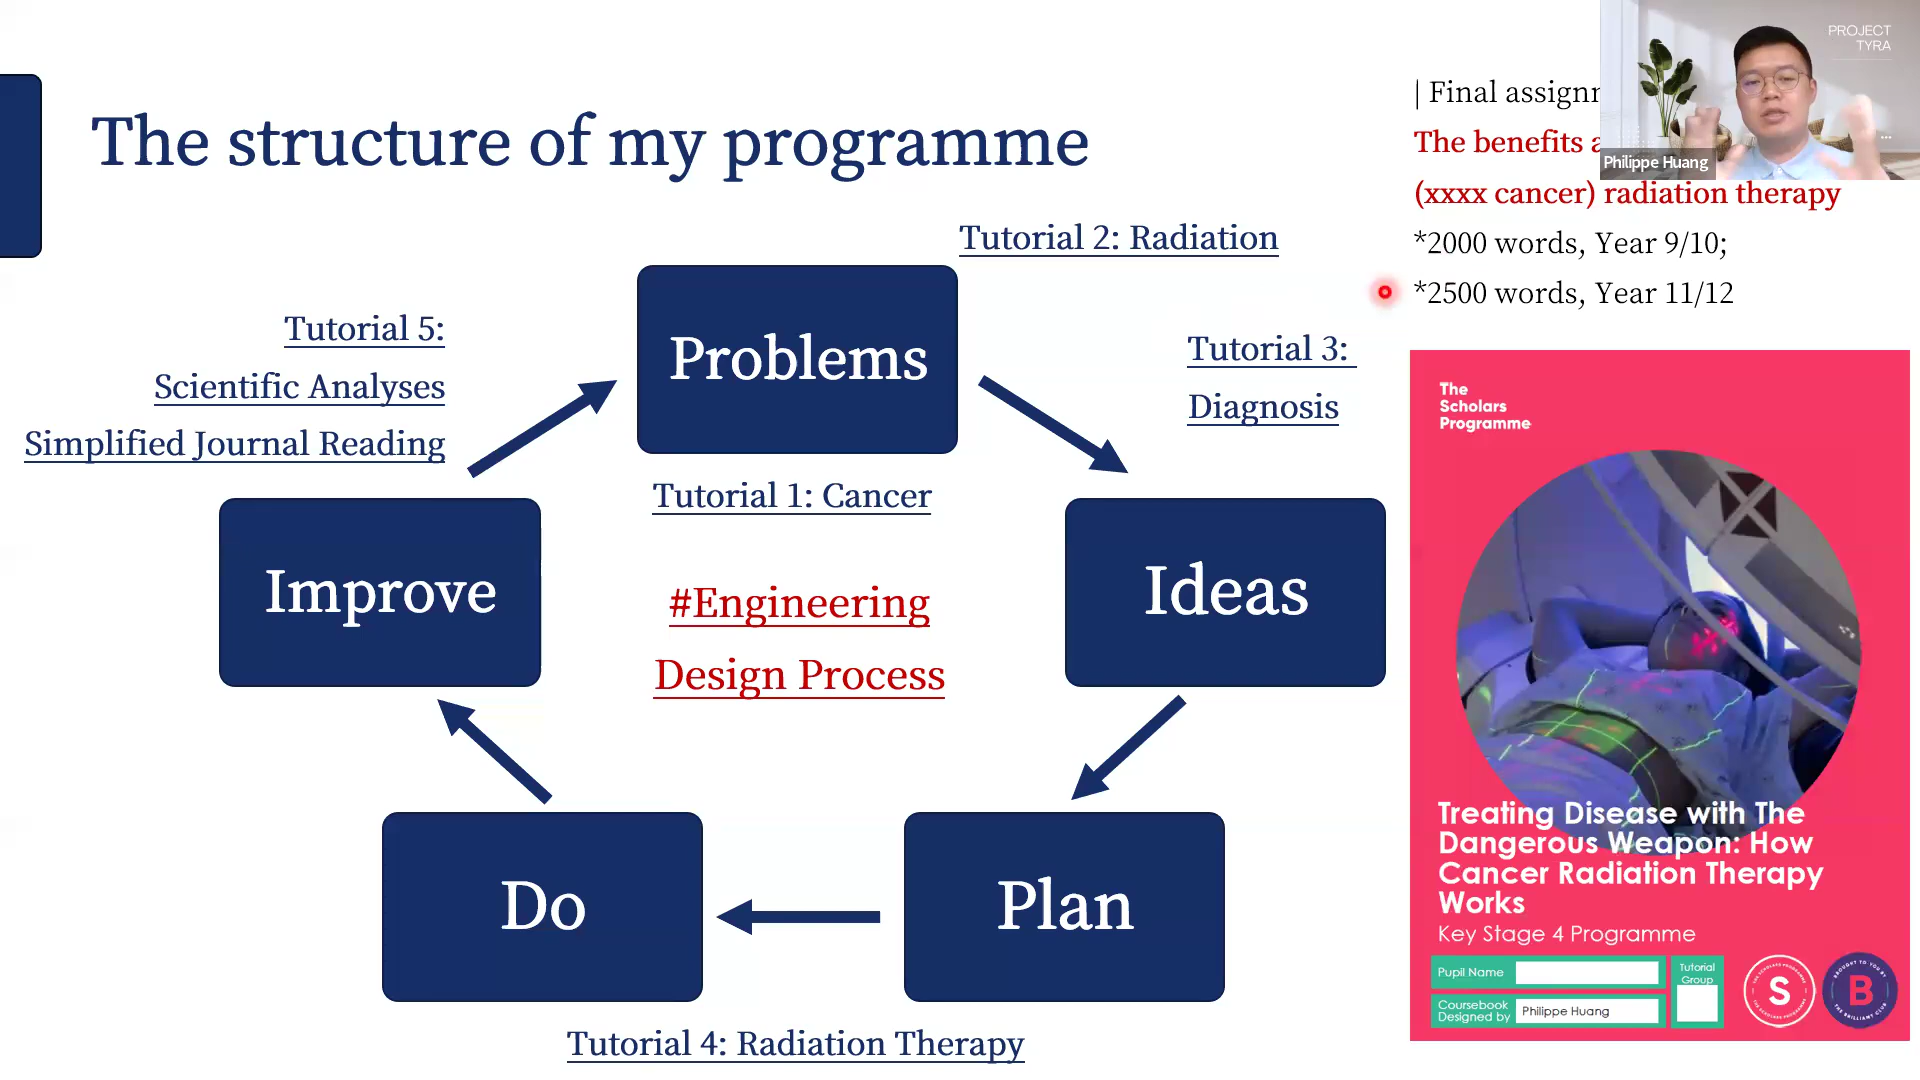 The structure of my programme
PROJECT
TYRA
Philippe Huang
| Final
The benefits
(xxxx cancer) radiation therapy
*2000 words, Year 9/10;
*2500 words, Year 11/12
Tutorial 2: Radiation
Problems
Tutorial 1: Cancer
Tutorial 3:
Diagnosis
Ideas
Plan
Do
Tutorial 4: Radiation Therapy
Improve
Tutorial 5:
Scientific Analyses
Simplified Journal Reading
#Engineering
Design Process
The
Scholars
Programme
Treating Disease with The
Dangerous Weapon: How
Cancer Radiation Therapy
Works
Key Stage 4 Programme
Pupil Name
Tutorial
Group
Coursebook
Designed by
Philippe Huang
S
B